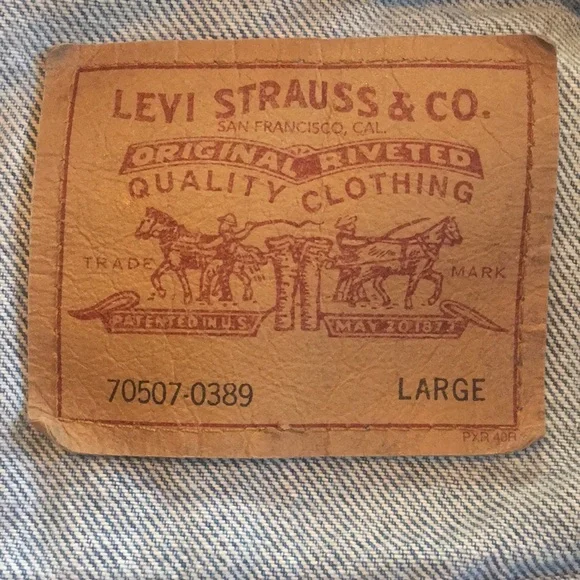 LEVI STRAUSS & CO.
SAN FRANCISCO, CAL.
ORIGINAL RIVETED
QUALITY CLOTHING
TRADE MARK
PATENTED IN U.S. MAY 20 1873
70507-0389 LARGE